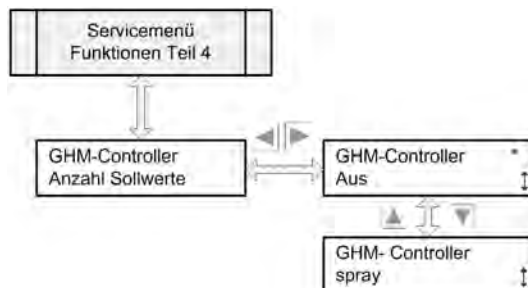 Servicemenü
Funktionen Teil 4
GHM-Controller
Anzahl Sollwerte
GHM-Controller *
Aus
GHM- Controller
spray